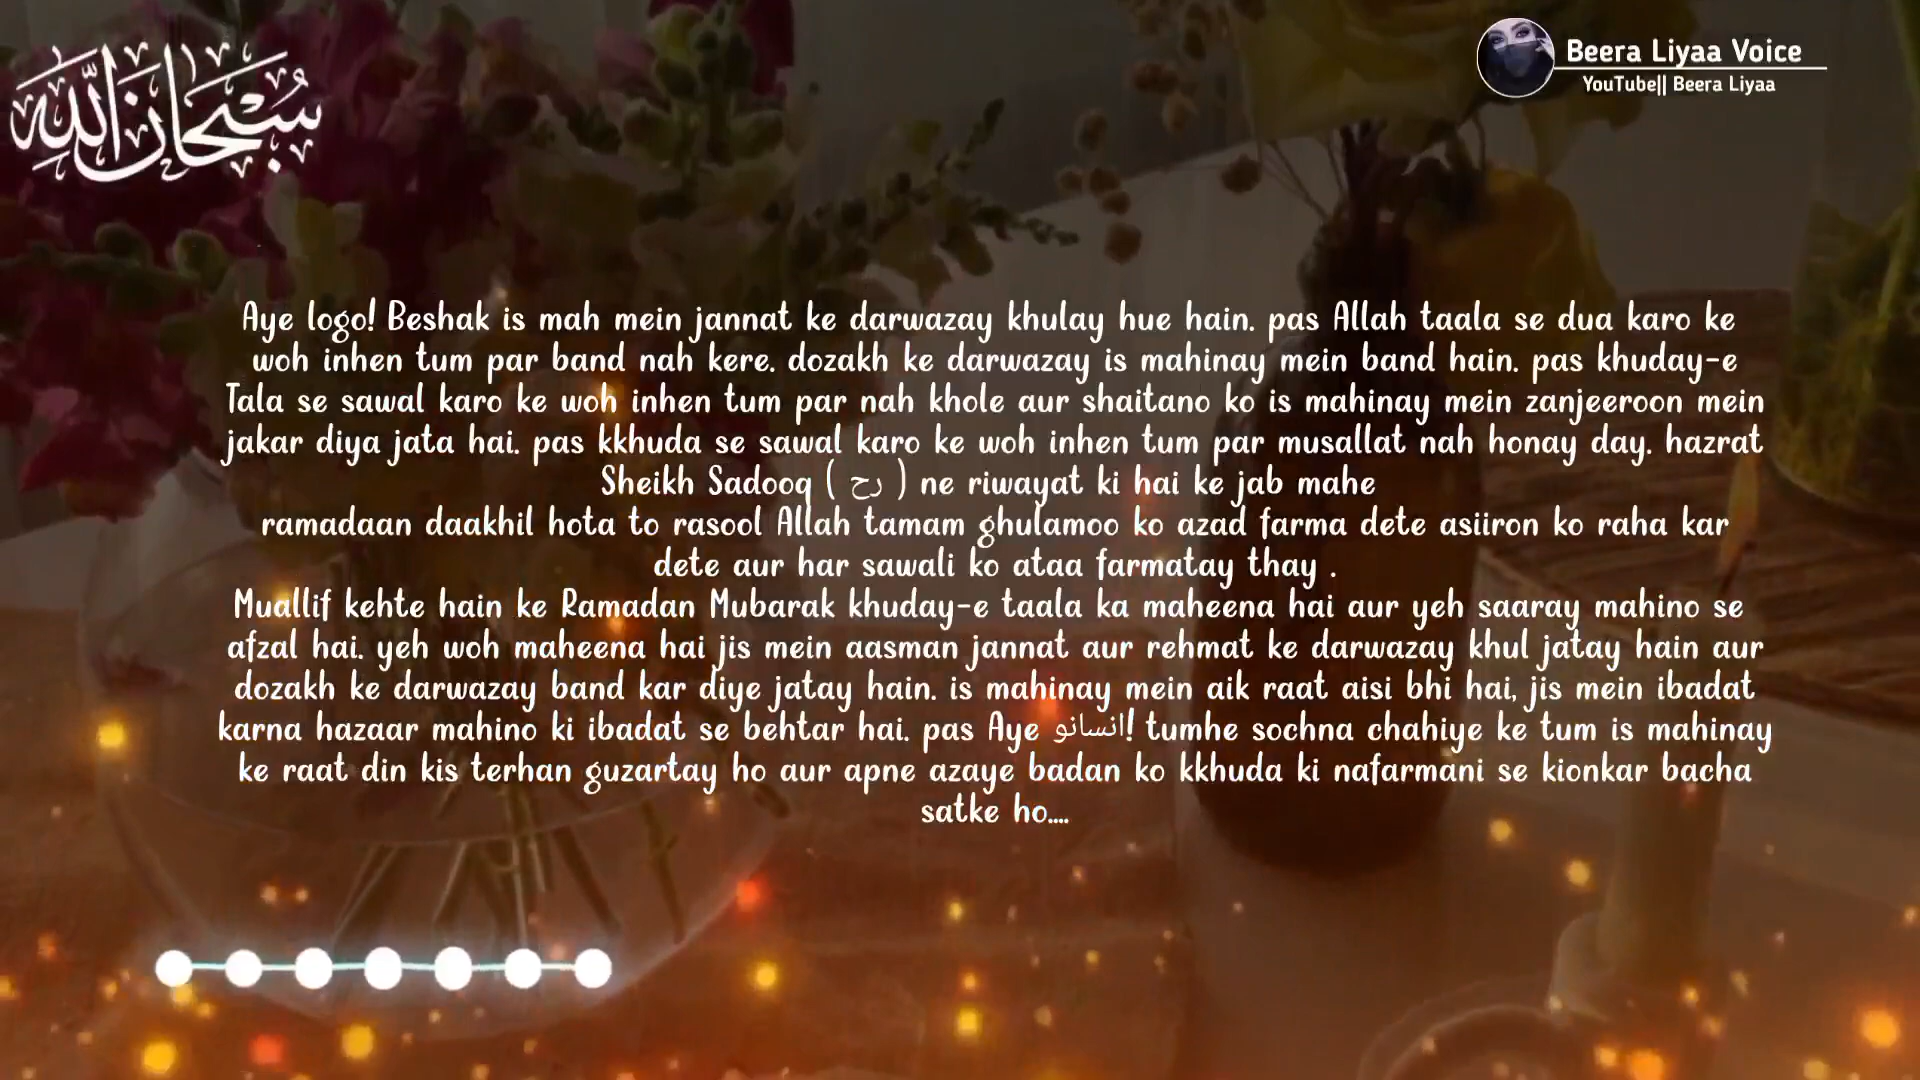 سُبْحَانَ اللَّهِ
Beera Liyaa Voice
YouTube|| Beera Liyaa
Aye logo! Beshak is mah mein jannat ke darwazay khulay hue hain. pas Allah taala se dua karo ke
woh inhen tum par band nah kere. dozakh ke darwazay is mahinay mein band hain. pas khuday-e
Tala se sawal karo ke woh inhen tum par nah khole aur shaitano ko is mahinay mein zanjeeroon mein
jakar diya jata hai. pas kkhuda se sawal karo ke woh inhen tum par musallat nah honay day. hazrat
Sheikh Sadooq ( رح ) ne riwayat ki hai ke jab mahe
ramadaan daakhil hota to rasool Allah tamam ghulamoo ko azad farma dete asiiron ko raha kar
dete aur har sawali ko ataa farmatay thay .
Muallif kehte hain ke Ramadan Mubarak khuday-e taala ka maheena hai aur yeh saaray mahino se
afzal hai. yeh woh maheena hai jis mein aasman jannat aur rehmat ke darwazay khul jatay hain aur
dozakh ke darwazay band kar diye jatay hain. is mahinay mein aik raat aisi bhi hai, jis mein ibadat
karna hazaar mahino ki ibadat se behtar hai. pas Aye انسانو! tumhe sochna chahiye ke tum is mahinay
ke raat din kis terhan guzartay ho aur apne azaye badan ko kkhuda ki nafarmani se kionkar bacha
satke ho....